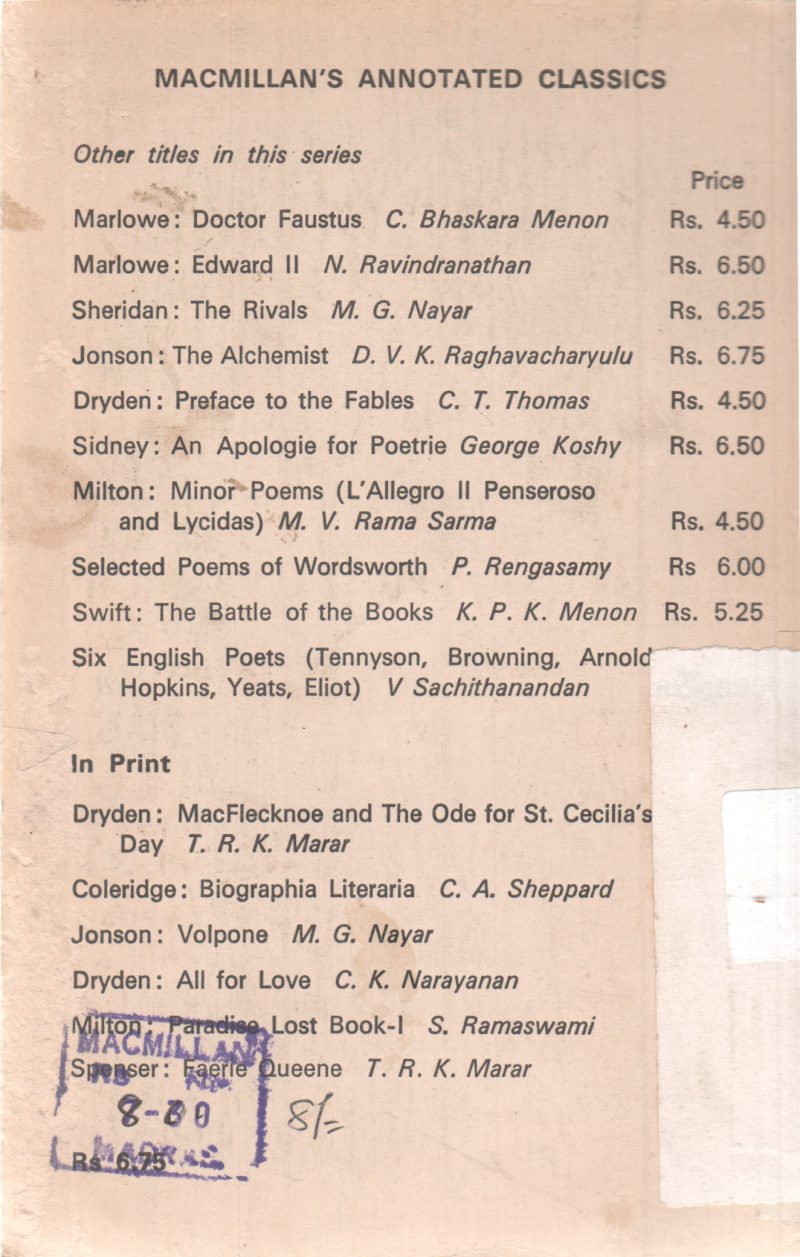 MACMILLAN'S ANNOTATED CLASSICS
Other titles in this series
Price
Marlowe: Doctor Faustus C. Bhaskara Menon Rs. 4.50
Marlowe: Edward II N. Ravindranathan Rs. 6.50
Sheridan: The Rivals M. G. Nayar Rs. 6.25
Jonson: The Alchemist D. V. K. Raghavacharyulu Rs. 6.75
Dryden: Preface to the Fables C. T. Thomas Rs. 4.50
Sidney: An Apologie for Poetrie George Koshy Rs. 6.50
Milton: Minor Poems (L'Allegro Il Penseroso
and Lycidas) M. V. Rama Sarma Rs. 4.50
Selected Poems of Wordsworth P. Rengasamy Rs 6.00
Swift: The Battle of the Books K. P. K. Menon Rs. 5.25
Six English Poets (Tennyson, Browning, Arnold
Hopkins, Yeats, Eliot) V Sachithanandan
In Print
Dryden: MacFlecknoe and The Ode for St. Cecilia's
Day T. R. K. Marar
Coleridge: Biographia Literaria C. A. Sheppard
Jonson: Volpone M. G. Nayar
Dryden: All for Love C. K. Narayanan
Milton: Paradise Lost Book-I S. Ramaswami
Spenser: Faerie Queene T. R. K. Marar
MACMILLAN
RS
8/=
Rs 6.75